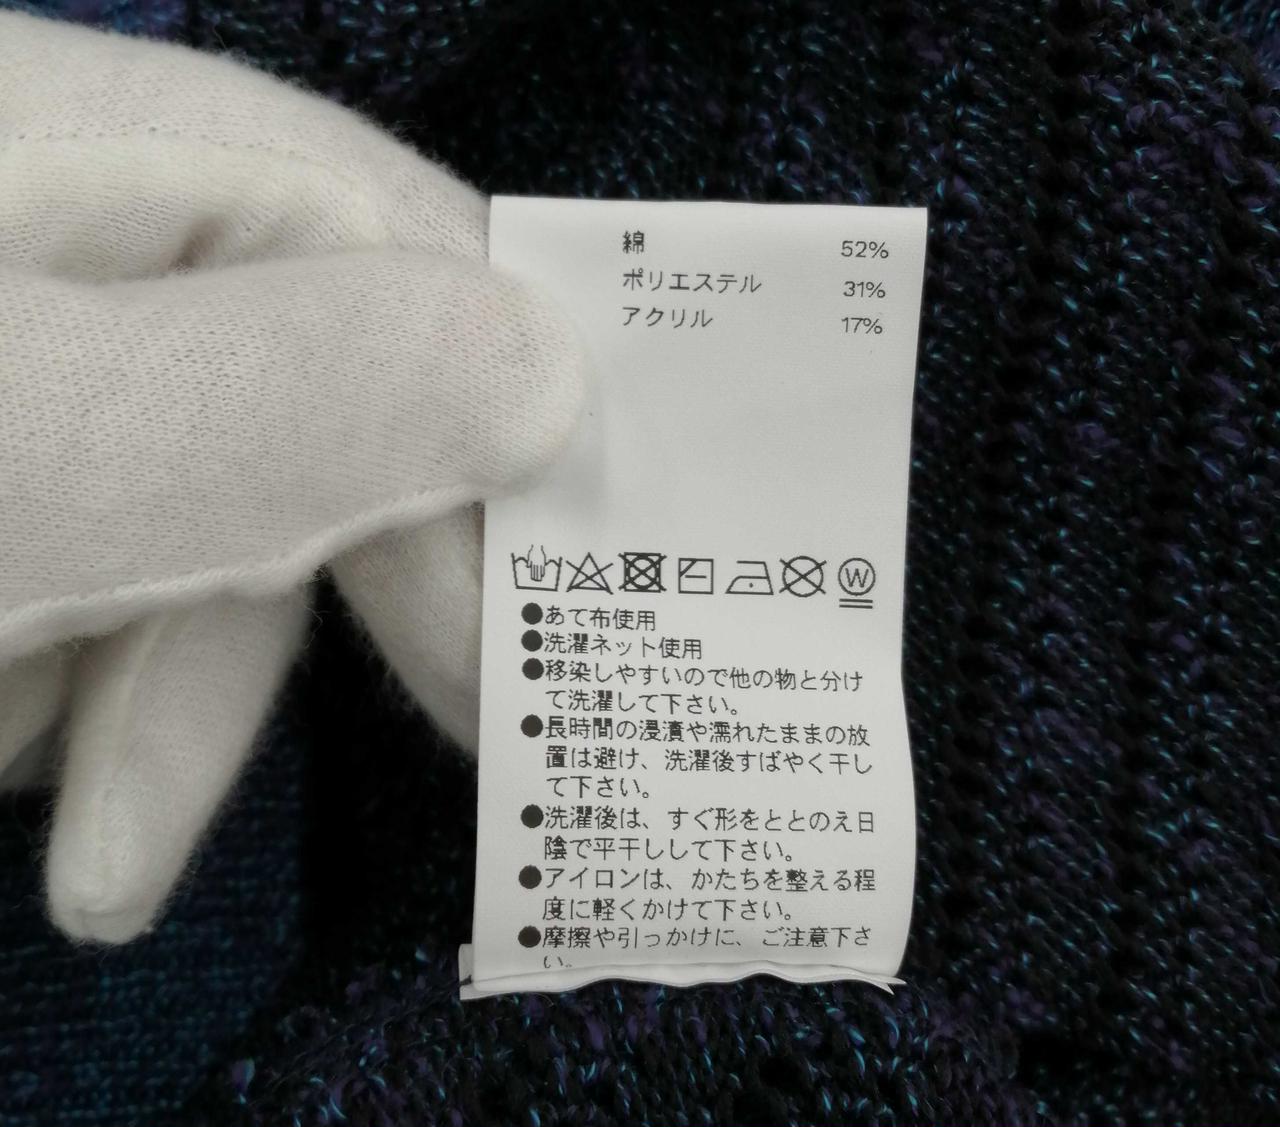 綿 52%
ポリエステル 31%
アクリル 17%
W
●あて布使用
●洗濯ネット使用
●移染しやすいので他の物と分け
て洗濯して下さい。
●長時間の浸漬や濡れたままの放
置は避け、洗濯後すばやく干し
て下さい。
●洗濯後は、すぐ形をととのえ日
陰で平干しして下さい。
●アイロンは、かたちを整える程
度に軽くかけて下さい。
●摩擦や引っかけに、ご注意下さ
い。